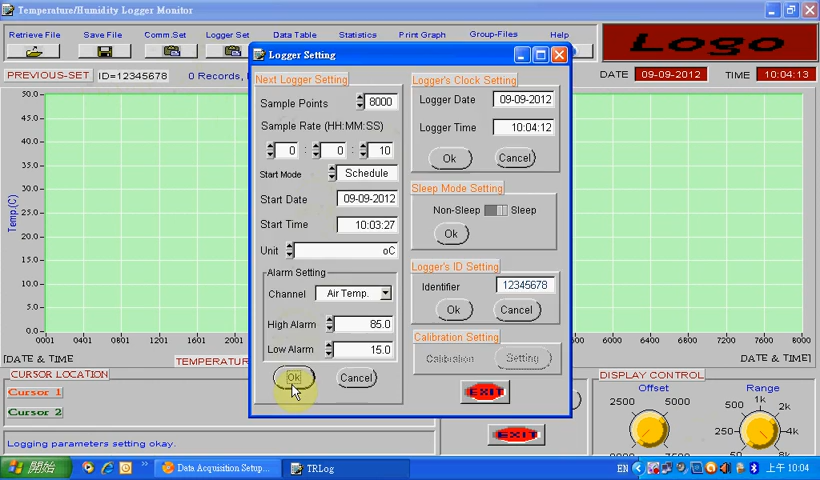 Temperature/Humidity Logger Monitor
Retrieve File Save File Comm.Set Logger Set Data Table Statistics Print Graph Group-Files Help
Logo
PREVIOUS-SET ID=12345678 0 Records, DATE 09-09-2012 TIME 10:04:13
Logger Setting
Next Logger Setting
Sample Points 8000
Sample Rate (HH:MM:SS)
0 : 0 : 10
Start Mode Schedule
Start Date 09-09-2012
Start Time 10:03:27
Unit oC
Alarm Setting
Channel Air Temp.
High Alarm 85.0
Low Alarm 15.0
Ok Cancel
Logger's Clock Setting
Logger Date 09-09-2012
Logger Time 10:04:12
Ok Cancel
Sleep Mode Setting
Non-Sleep Sleep
Ok
Logger's ID Setting
Identifier 12345678
Ok Cancel
Calibration Setting
Calibration Setting
EXIT
Temp.(C)
50.0
45.0
40.0
35.0
30.0
25.0
20.0
15.0
10.0
5.0
0.0
0001 0401 0801 1201 1601 2001 6000 6400 6800 7200 7600 8000
[DATE & TIME DATE & TIME]
CURSOR LOCATION
Cursor 1
Cursor 2
Logging parameters setting okay.
EXIT
DISPLAY CONTROL
Offset Range
2500 5000 1k 2k
500 4k
250 8k
開始 Data Acquisition Setup... TRLog EN 上午 10:04